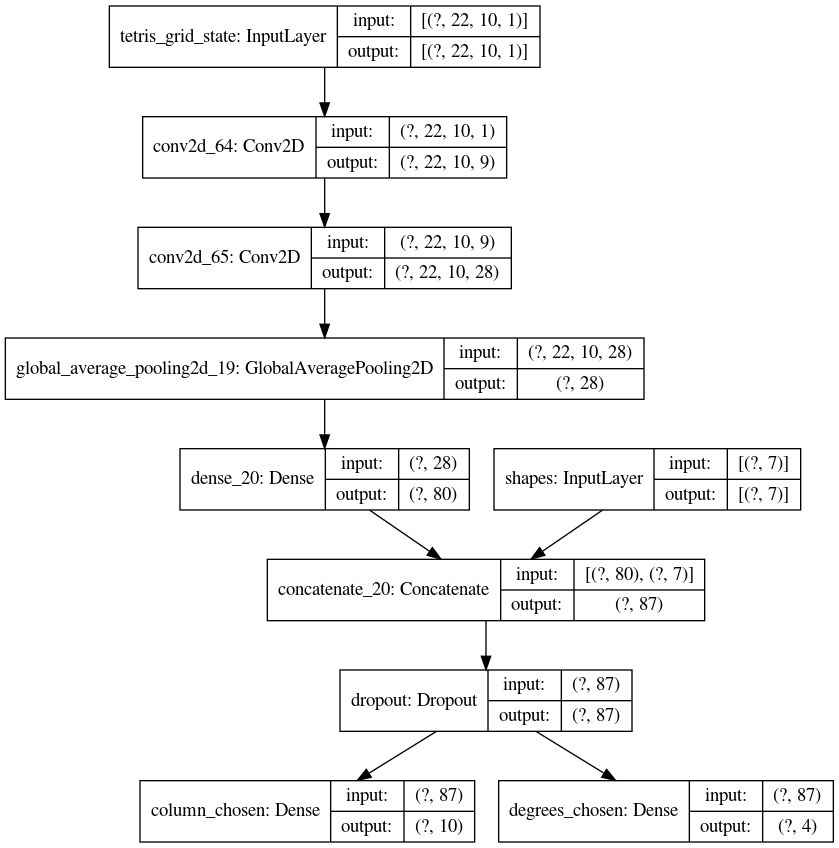 tetris_grid_state: InputLayer
input: [(?, 22, 10, 1)]
output: [(?, 22, 10, 1)]
conv2d_64: Conv2D
input: (?, 22, 10, 1)
output: (?, 22, 10, 9)
conv2d_65: Conv2D
input: (?, 22, 10, 9)
output: (?, 22, 10, 28)
global_average_pooling2d_19: GlobalAveragePooling2D
input: (?, 22, 10, 28)
output: (?, 28)
dense_20: Dense
input: (?, 28)
output: (?, 80)
shapes: InputLayer
input: [(?, 7)]
output: [(?, 7)]
concatenate_20: Concatenate
input: [(?, 80), (?, 7)]
output: (?, 87)
dropout: Dropout
input: (?, 87)
output: (?, 87)
column_chosen: Dense
input: (?, 87)
output: (?, 10)
degrees_chosen: Dense
input: (?, 87)
output: (?, 4)